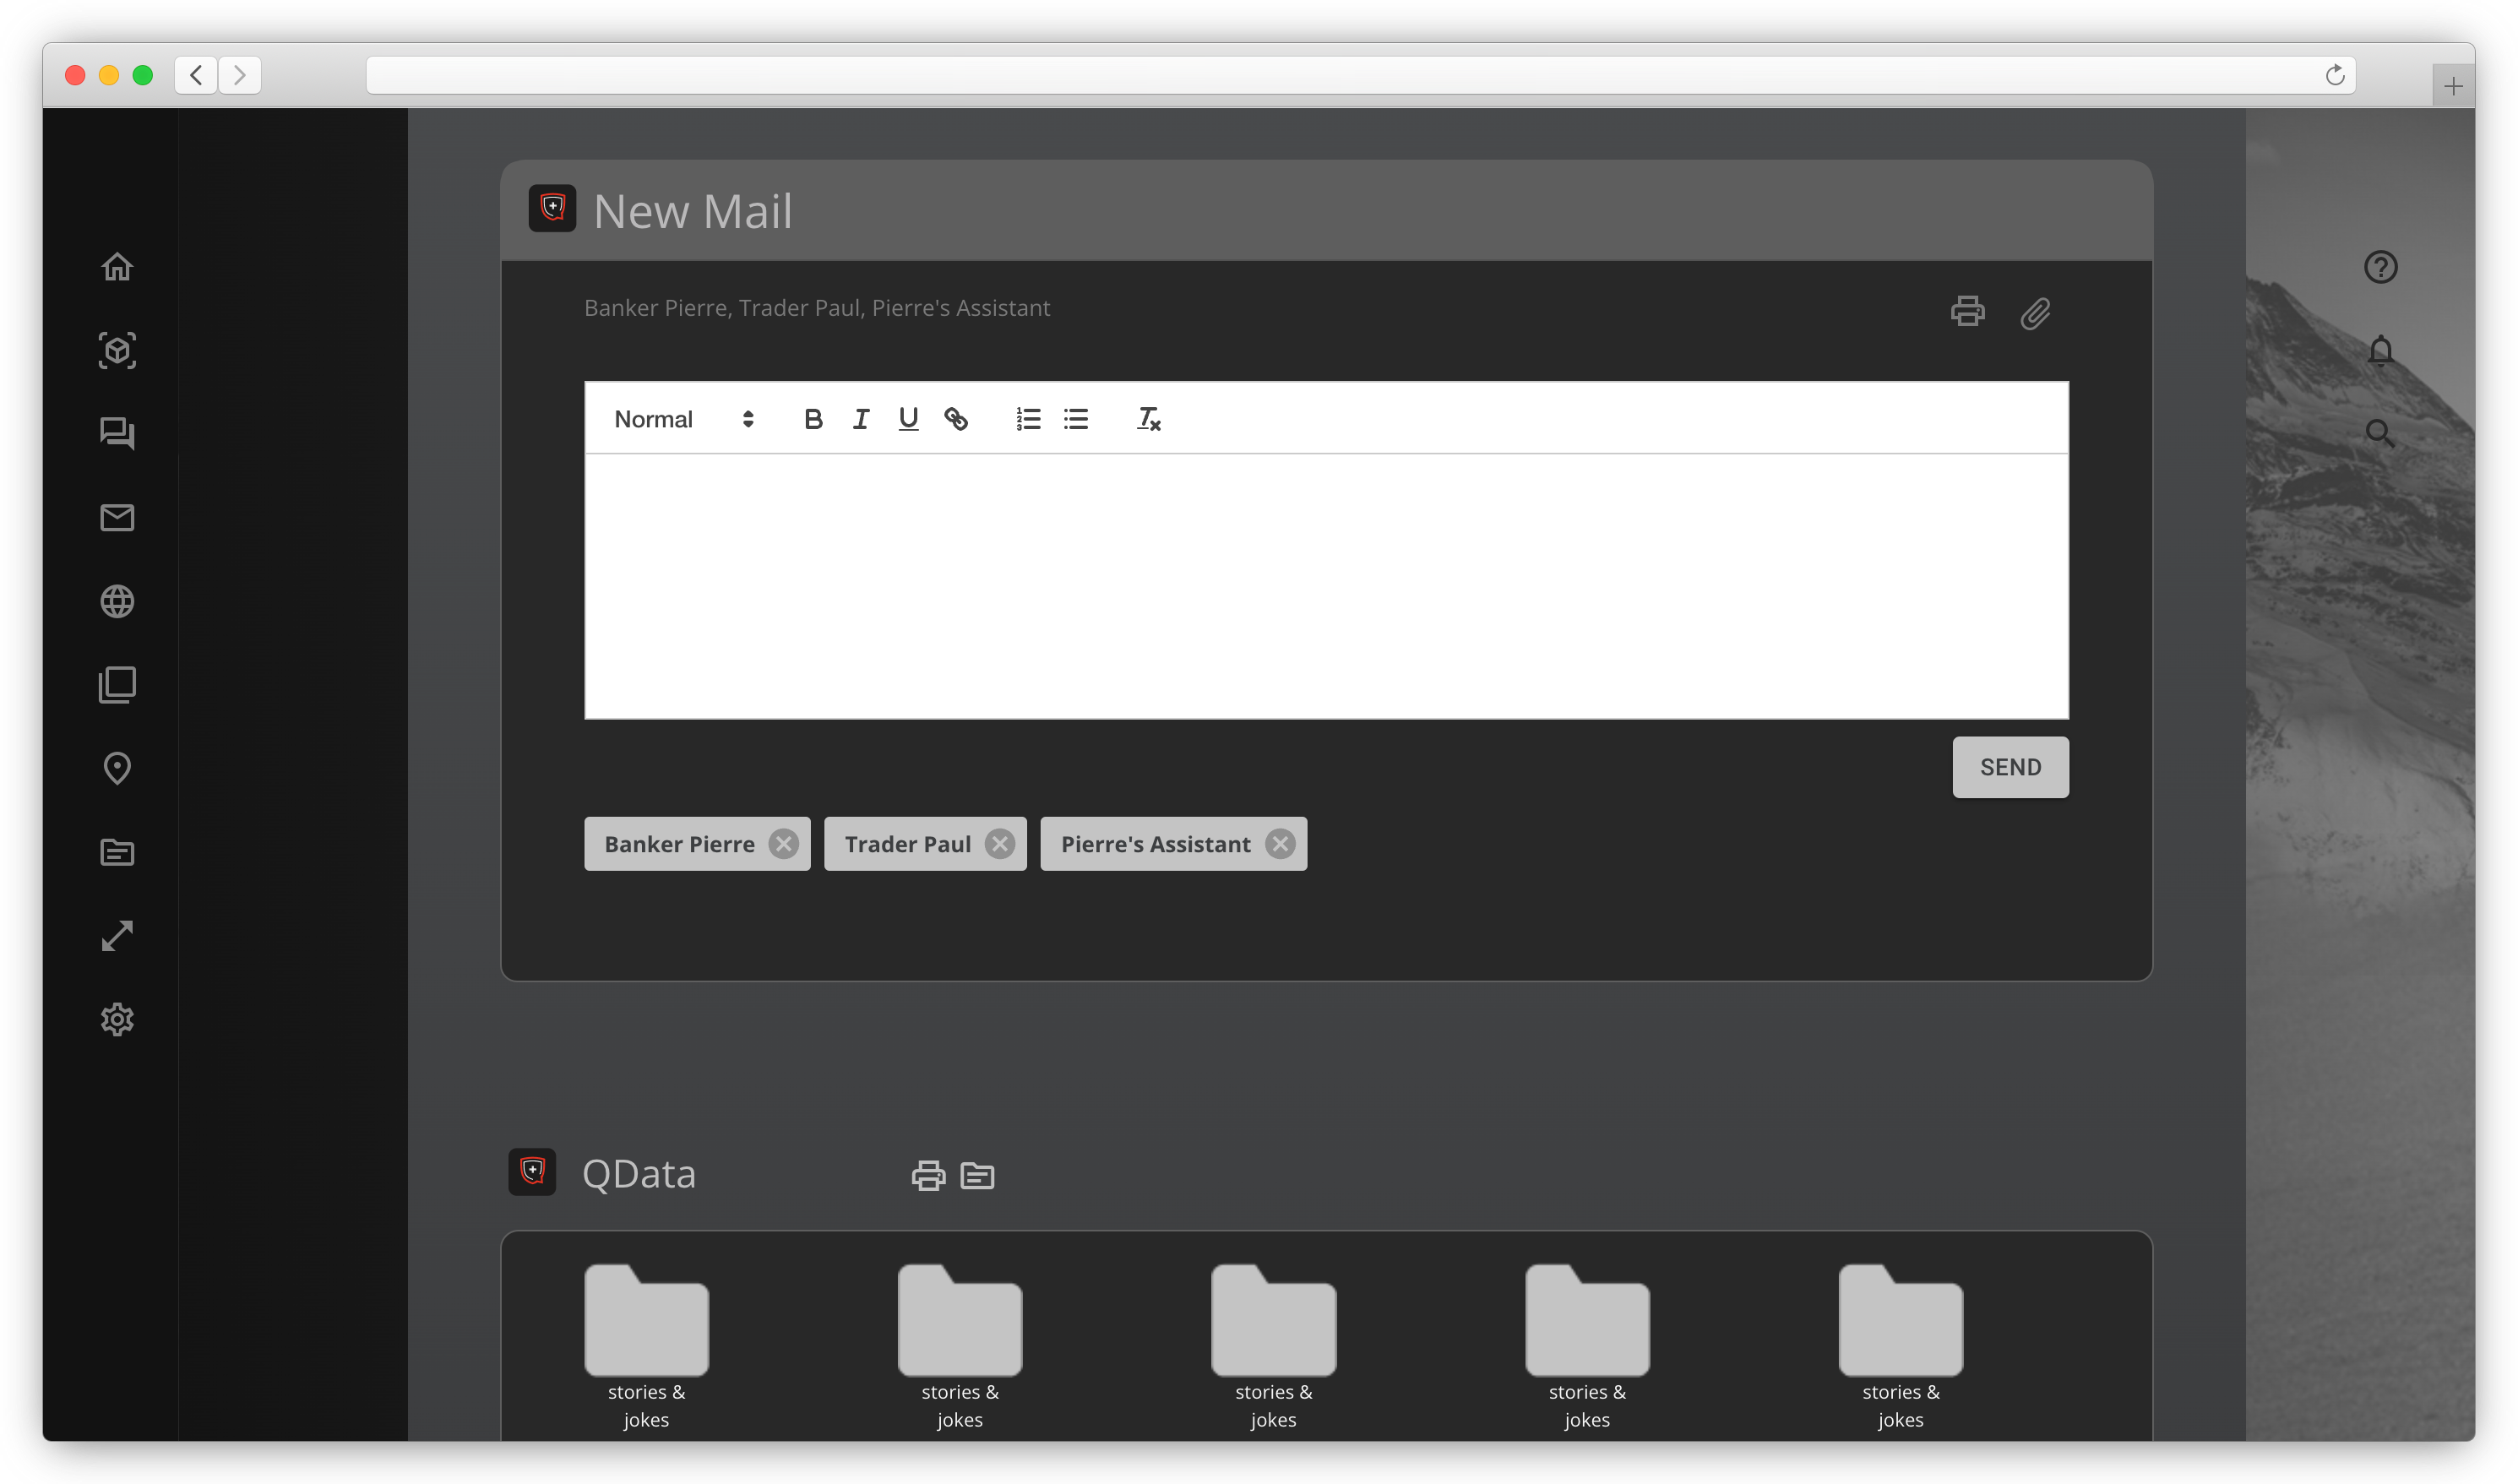 New Mail
Banker Pierre, Trader Paul, Pierre's Assistant
Normal
SEND
Banker Pierre
Trader Paul
Pierre's Assistant
QData
stories &
jokes
stories &
jokes
stories &
jokes
stories &
jokes
stories &
jokes